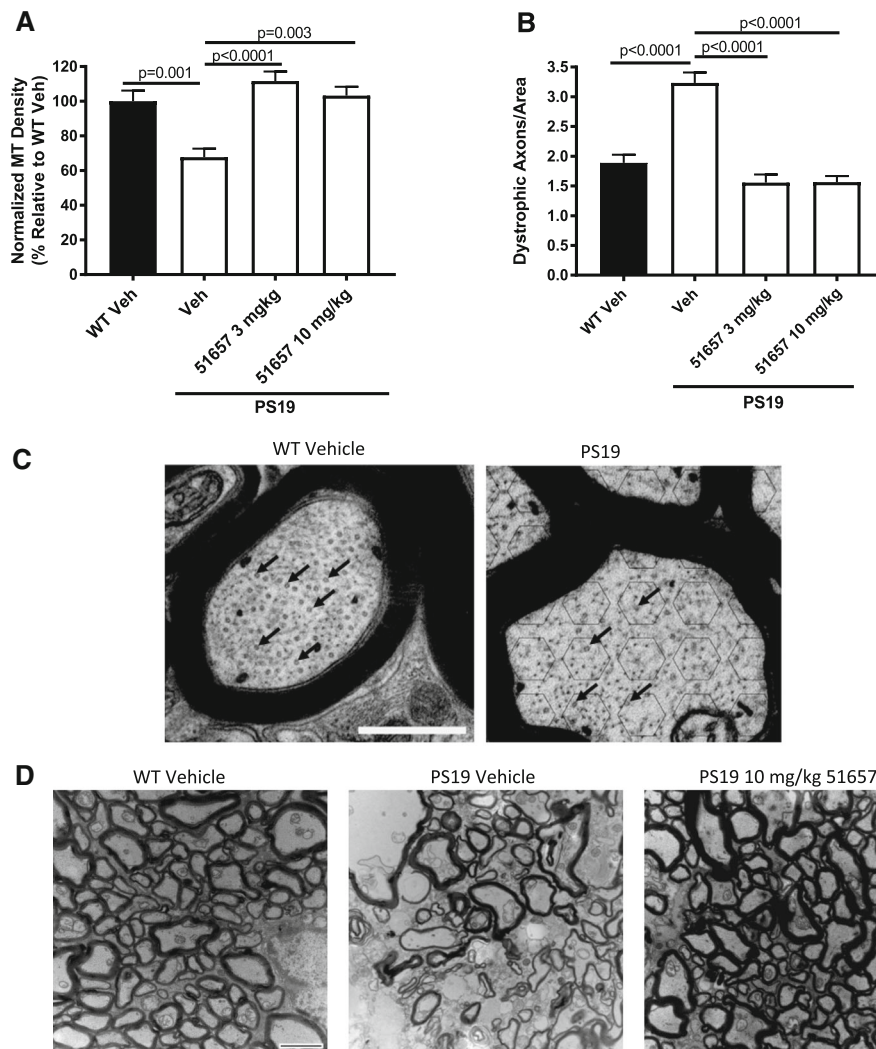 A
p=0.003
p<0.0001
p=0.001
Normalized MT Density
(% Relative to WT Veh)
120
100
80
60
40
20
0
WT Veh
Veh
51657 3 mgkg
51657 10 mg/kg
PS19
B
p<0.0001
p<0.0001
p<0.0001
Dystrophic Axons/Area
3.5
3.0
2.5
2.0
1.5
1.0
0.5
0.0
WT Veh
Veh
51657 3 mg/kg
51657 10 mg/kg
PS19
C
WT Vehicle
PS19
D
WT Vehicle
PS19 Vehicle
PS19 10 mg/kg 51657